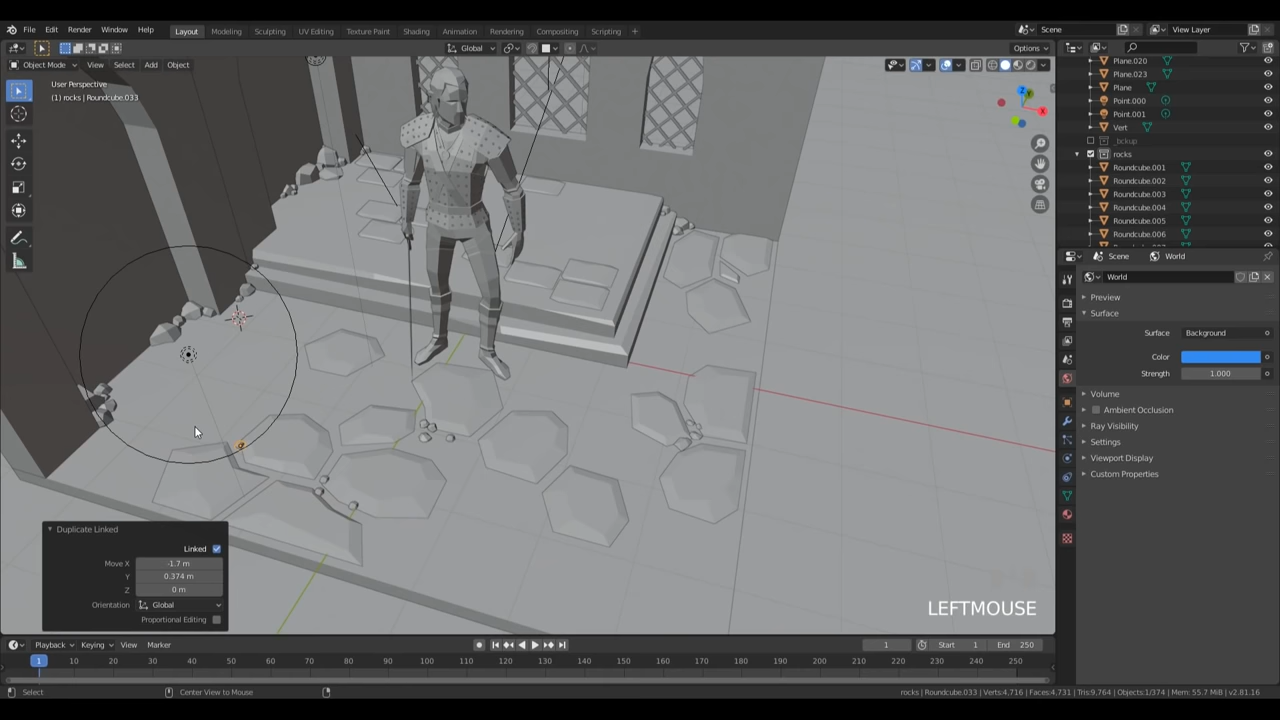 File Edit Render Window Help
Layout Modeling Sculpting UV Editing Texture Paint Shading Animation Rendering Compositing Scripting +
Scene
View Layer
Global
Options
Object Mode View Select Add Object
User Perspective
(1) rocks | Roundcube.033
Plane.020
Plane.023
Plane
Point.000
Point.001
Vert
_bckup
rocks
Roundcube.001
Roundcube.002
Roundcube.003
Roundcube.004
Roundcube.005
Roundcube.006
Scene World
World
Preview
Surface
Surface Background
Color
Strength 1.000
Volume
Ambient Occlusion
Ray Visibility
Settings
Viewport Display
Custom Properties
Duplicate Linked
Linked
Move X -1.7 m
Y 0.374 m
Z 0 m
Orientation Global
Proportional Editing
LEFTMOUSE
Playback Keying View Marker
1 Start 1 End 250
1 10 20 30 40 50 60 70 80 90 100 110 120 130 140 150 160 170 180 190 200 210 220 230 240 250
Select Center View to Mouse
rocks | Roundcube.033 | Verts:4,716 | Faces:4,731 | Tris:9,764 | Objects:1/374 | Mem: 55.7 MiB | v2.81.16